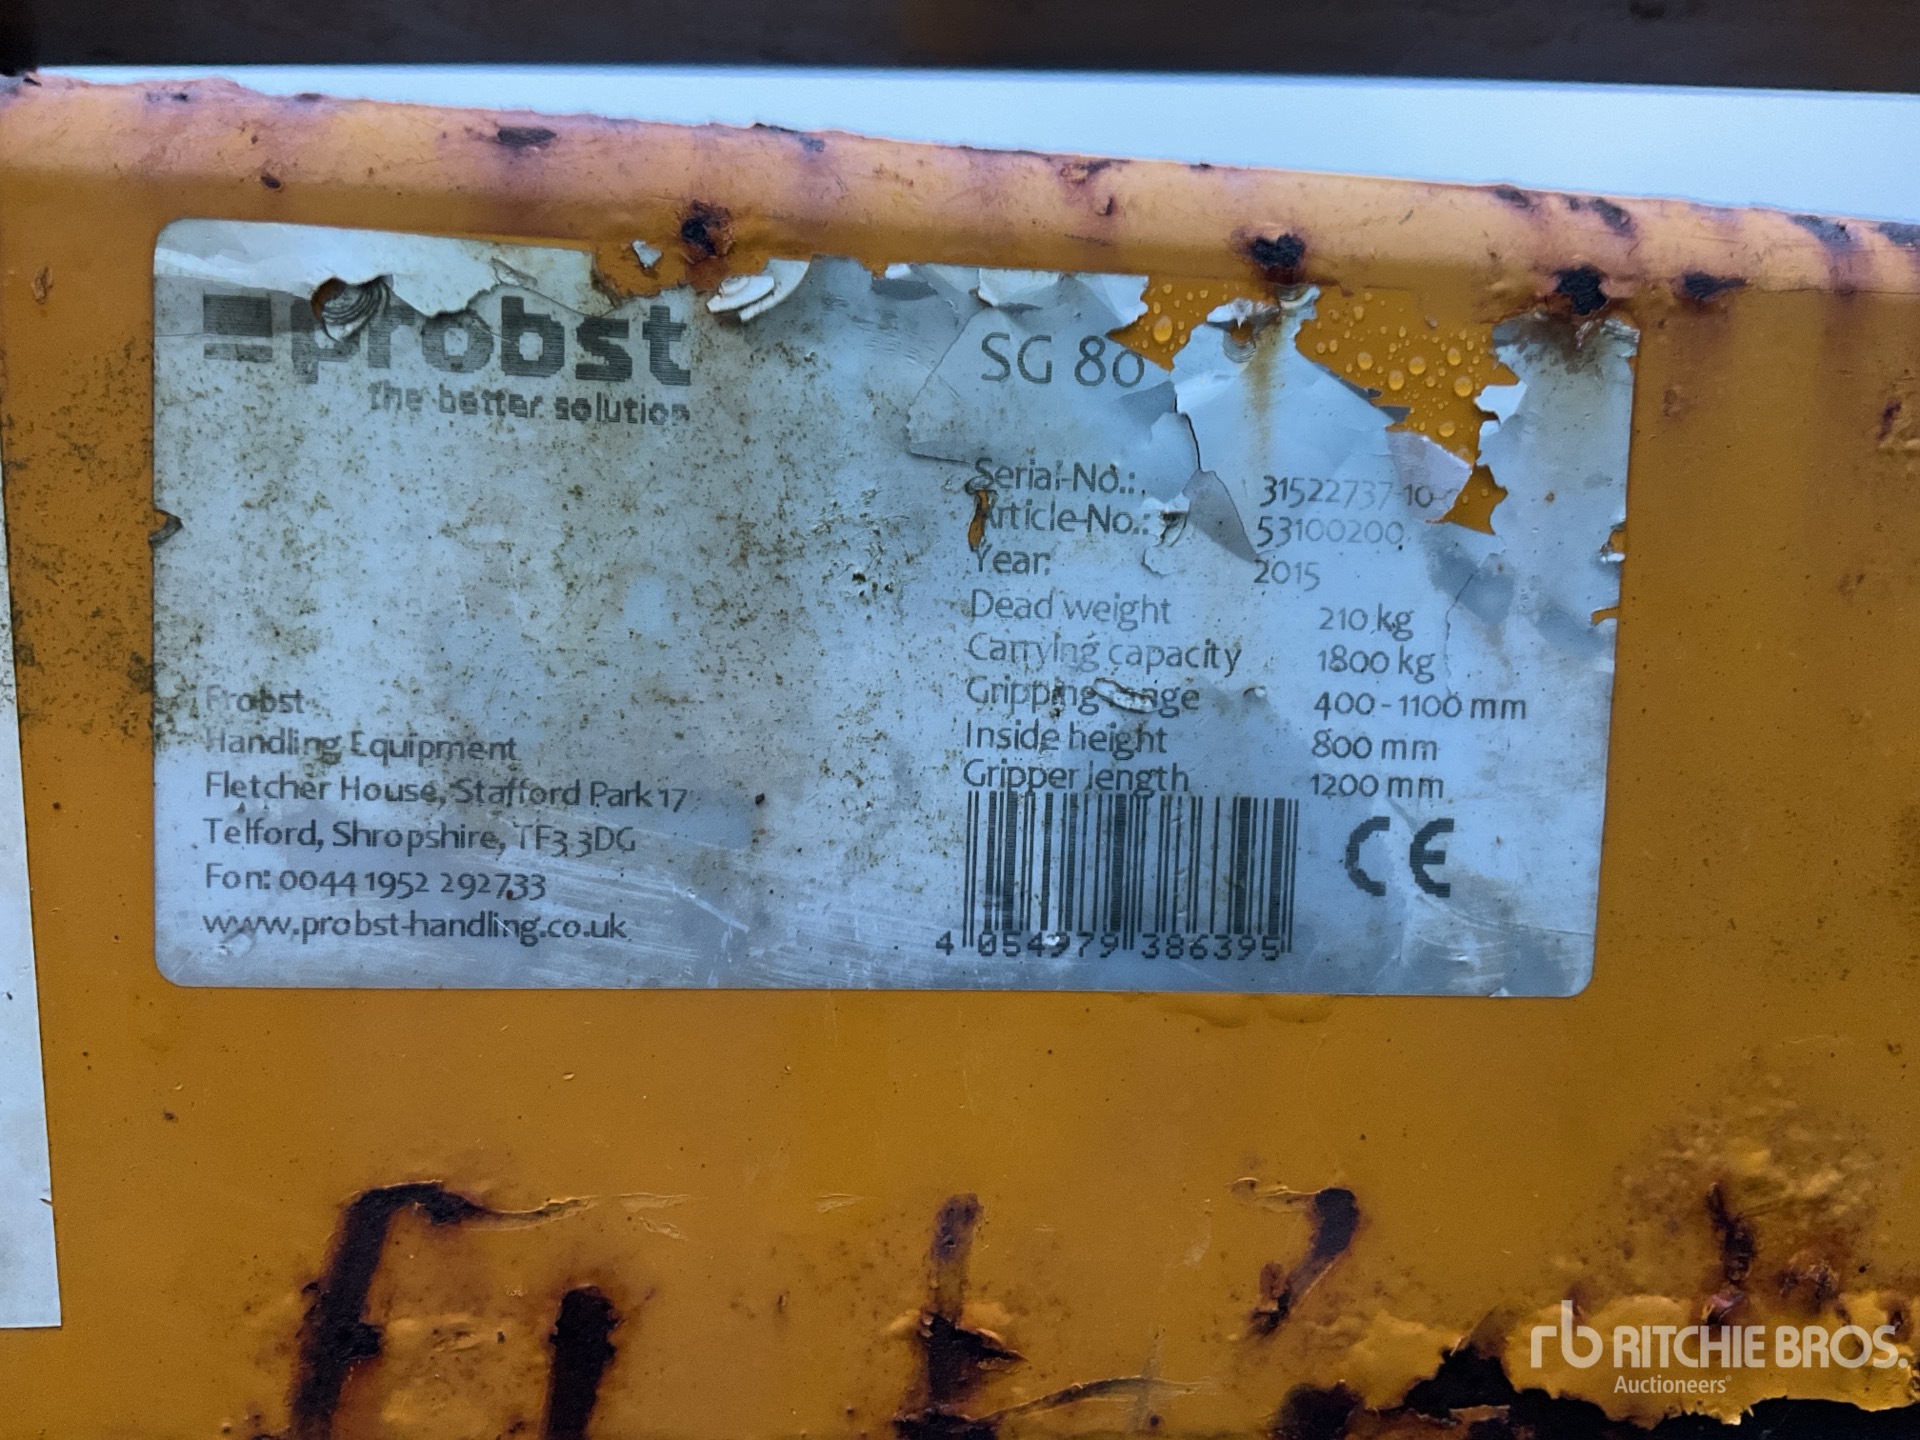 probst
the better solution
SG 80
Serial-No.: 31522737-10
Article-No.: 53100200
Year: 2015
Dead weight 210 kg
Carrying capacity 1800 kg
Gripping range 400 - 1100 mm
Inside height 800 mm
Gripper length 1200 mm
Probst
Handling Equipment
Fletcher House, Stafford Park 17
Telford, Shropshire, TF3 3DG
Fon: 0044 1952 292733
www.probst-handling.co.uk
4 054979 386395
CE
rb RITCHIE BROS.
Auctioneers